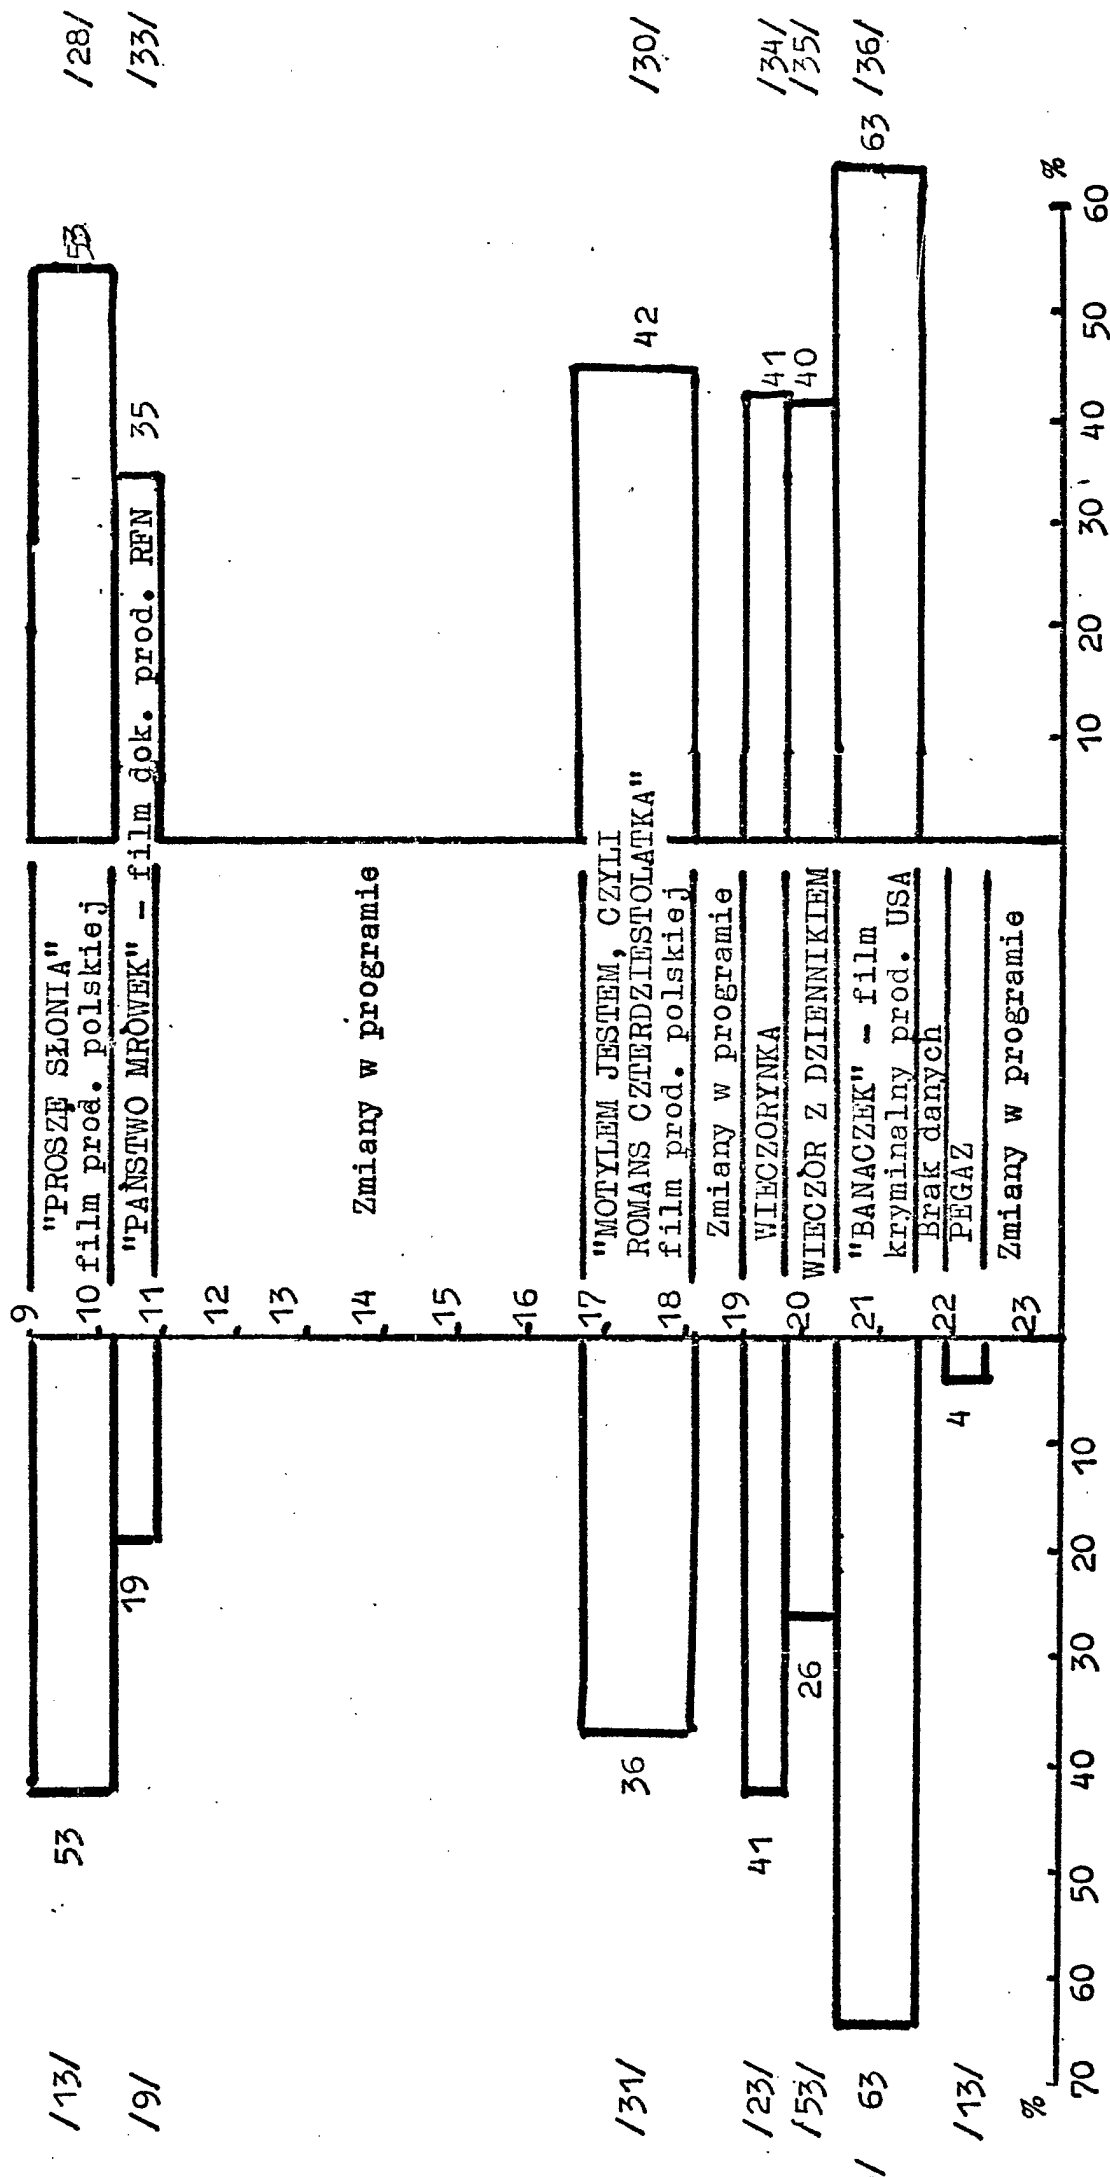 /13/
53
9
"PROSZĘ SŁONIA"
10 film prod. polskiej
53
/28/
/9/
19
11
"PAŃSTWO MRÓWEK" - film dok. prod. RFN
35
/33/
12
13
14
Zmiany w programie
15
16
/31/
36
17
"MOTYLEM JESTEM, CZYLI
ROMANS CZTERDZIESTOLATKA"
film prod. polskiej
42
/30/
18
Zmiany w programie
/23/
41
19
WIECZORYNKA
41
/34/
/53/
26
20
WIECZÓR Z DZIENNIKIEM
40
/35/
/
63
21
"BANACZEK" - film
kryminalny prod. USA
63
/36/
Brak danych
/13/
4
22
PEGAZ
23
Zmiany w programie
% 70 60 50 40 30 20 10
10 20 30 40 50 60 %